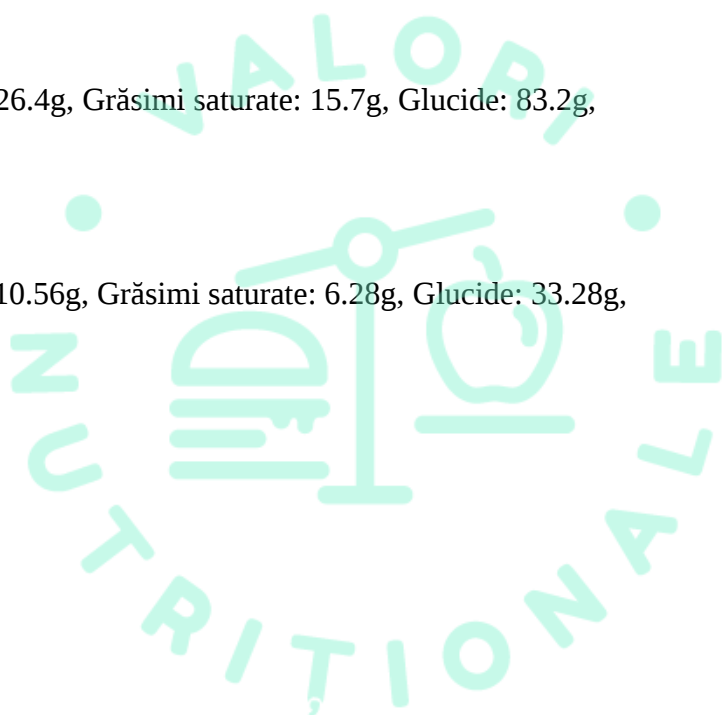 VALORI
26.4g, Grăsimi saturate: 15.7g, Glucide: 83.2g,
10.56g, Grăsimi saturate: 6.28g, Glucide: 33.28g,
NUTRIȚIONALE